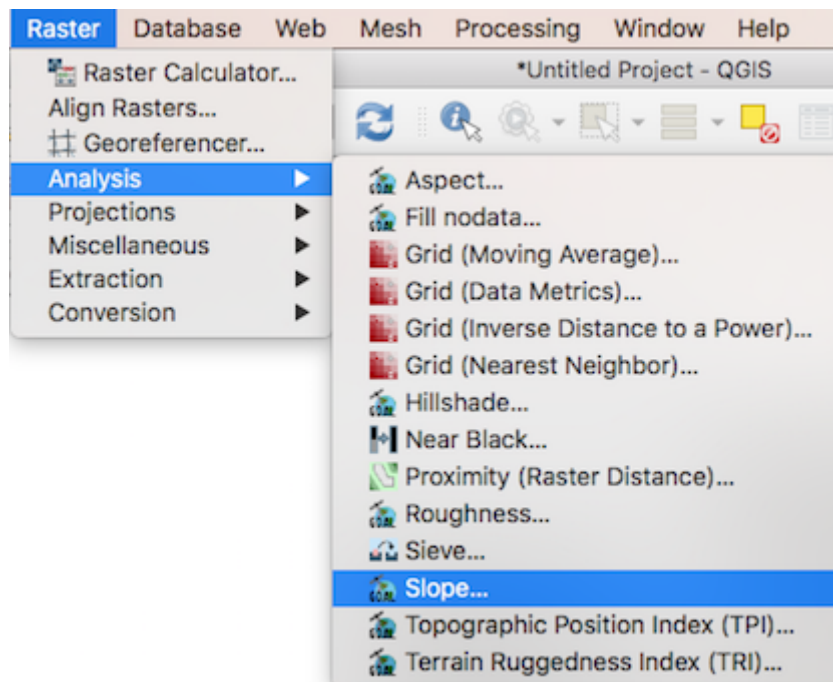 Raster Database Web Mesh Processing Window Help
*Untitled Project - QGIS
Raster Calculator...
Align Rasters...
Georeferencer...
Analysis
Projections
Miscellaneous
Extraction
Conversion
Aspect...
Fill nodata...
Grid (Moving Average)...
Grid (Data Metrics)...
Grid (Inverse Distance to a Power)...
Grid (Nearest Neighbor)...
Hillshade...
Near Black...
Proximity (Raster Distance)...
Roughness...
Sieve...
Slope...
Topographic Position Index (TPI)...
Terrain Ruggedness Index (TRI)...